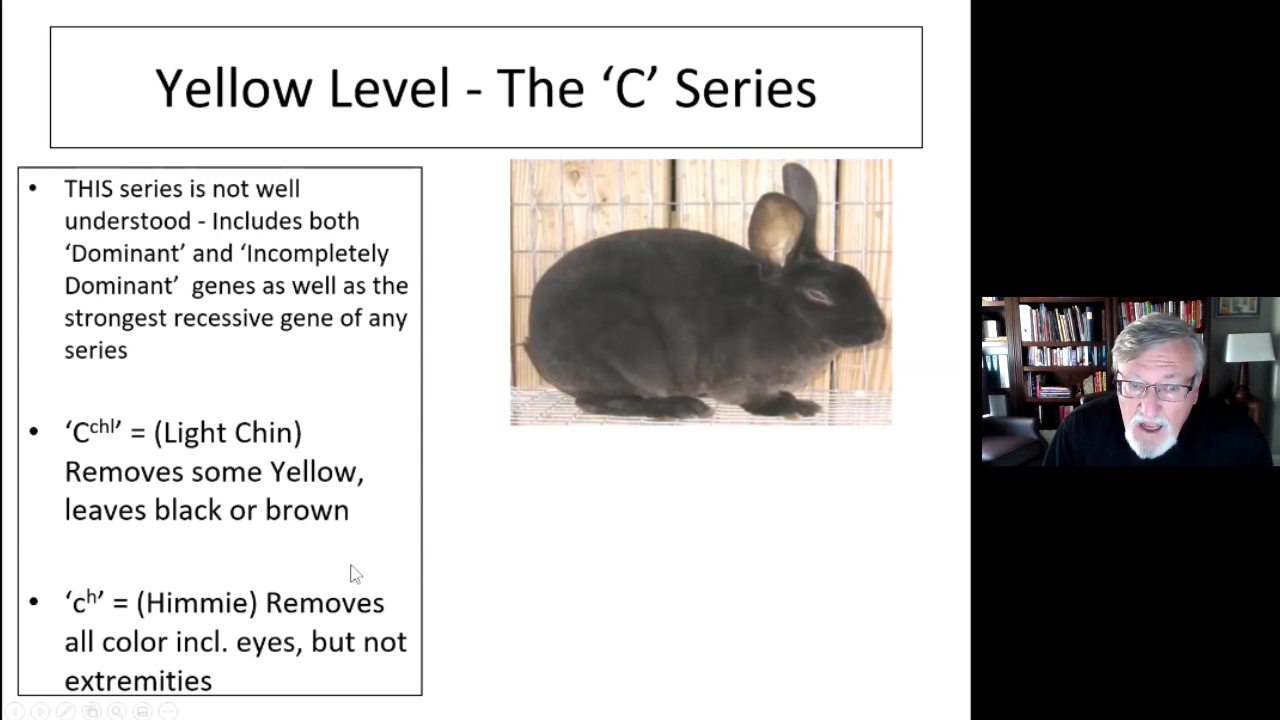 Yellow Level - The ‘C’ Series
• THIS series is not well
understood - Includes both
‘Dominant’ and ‘Incompletely
Dominant’ genes as well as the
strongest recessive gene of any
series
• ‘Cchl’ = (Light Chin)
Removes some Yellow,
leaves black or brown
• ‘ch’ = (Himmie) Removes
all color incl. eyes, but not
extremities